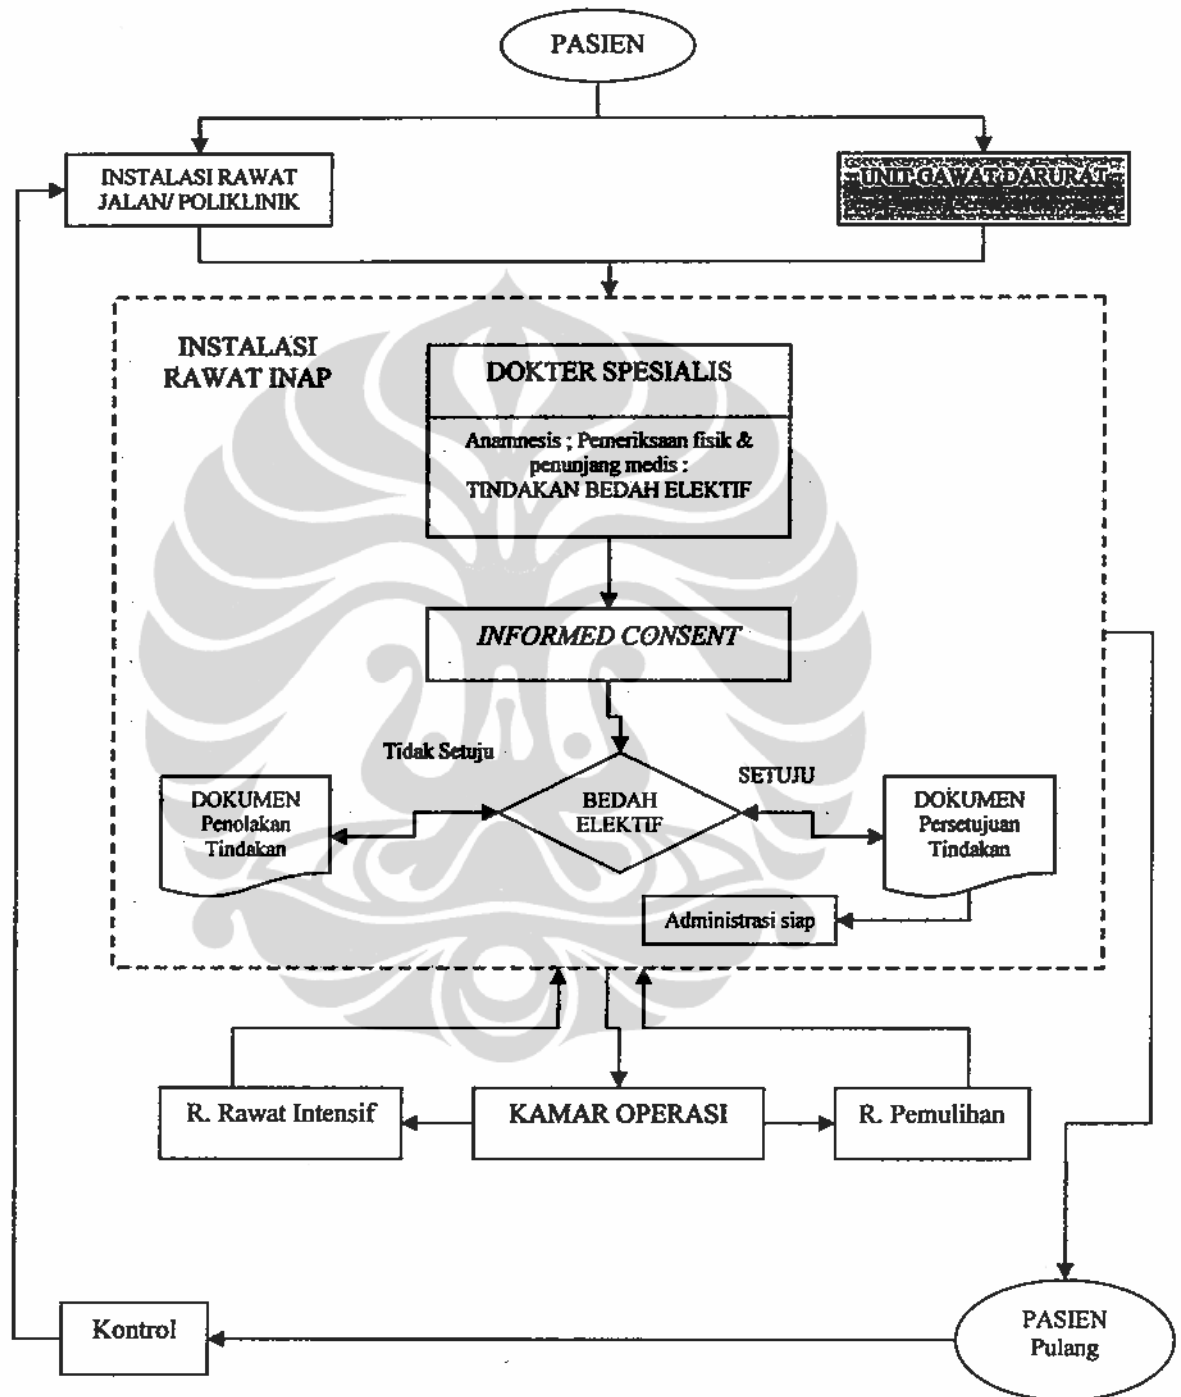 PASIEN
INSTALASI RAWAT
JALAN/ POLIKLINIK
UNIT GAWAT DARURAT
INSTALASI
RAWAT INAP
DOKTER SPESIALIS
Anamnesis ; Pemeriksaan fisik &
penunjang medis :
TINDAKAN BEDAH ELEKTIF
INFORMED CONSENT
Tidak Setuju
SETUJU
DOKUMEN
Penolakan
Tindakan
BEDAH
ELEKTIF
DOKUMEN
Persetujuan
Tindakan
Administrasi siap
R. Rawat Intensif
KAMAR OPERASI
R. Pemulihan
Kontrol
PASIEN
Pulang